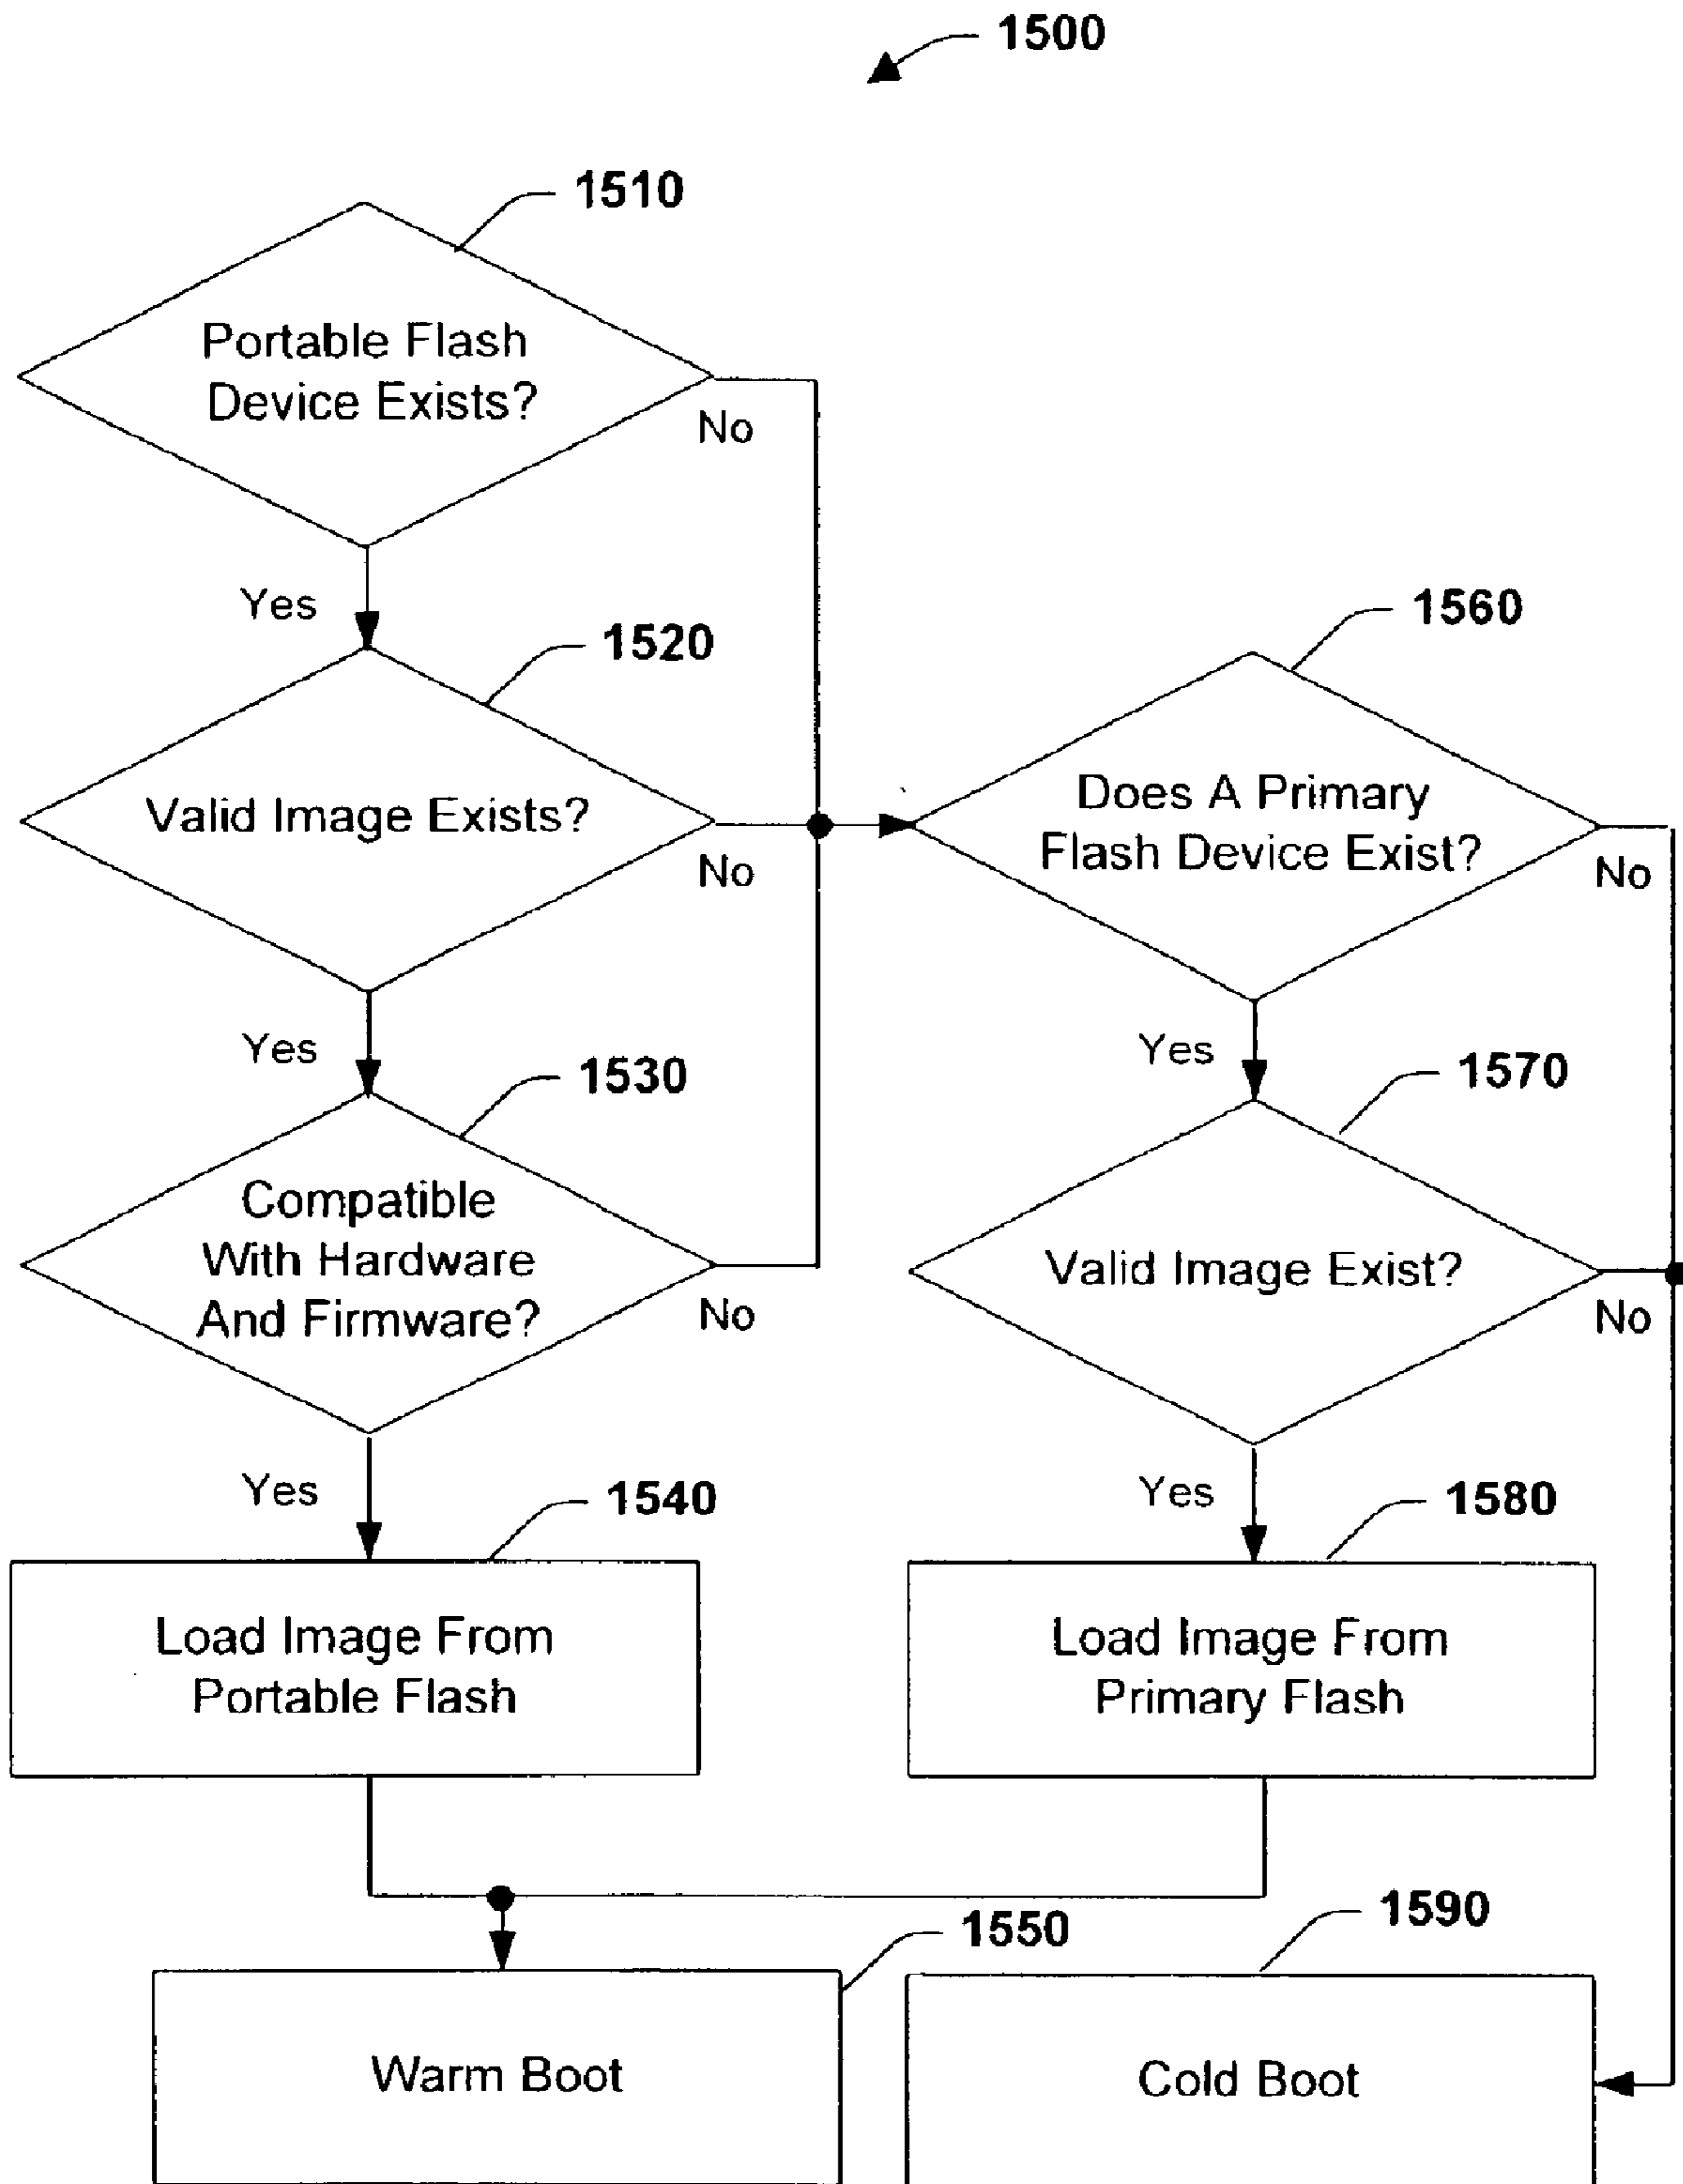 1500
1510
Portable Flash
Device Exists?
No
Yes
1520
Valid Image Exists?
No
Yes
1530
Compatible
With Hardware
And Firmware?
No
Yes
1540
Load Image From
Portable Flash
1560
Does A Primary
Flash Device Exist?
No
Yes
1570
Valid Image Exist?
No
Yes
1580
Load Image From
Primary Flash
1550
Warm Boot
1590
Cold Boot